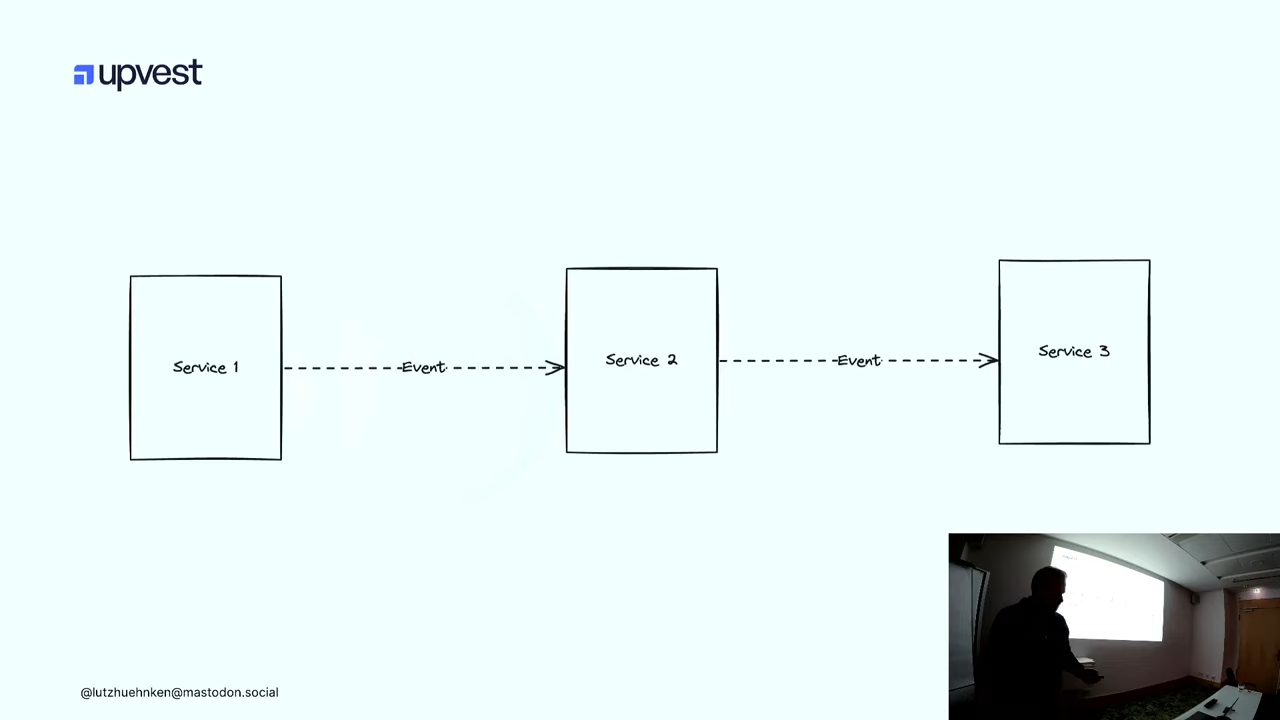 upvest
Service 1
Event
Service 2
Event
Service 3
@lutzhuehnken@mastodon.social